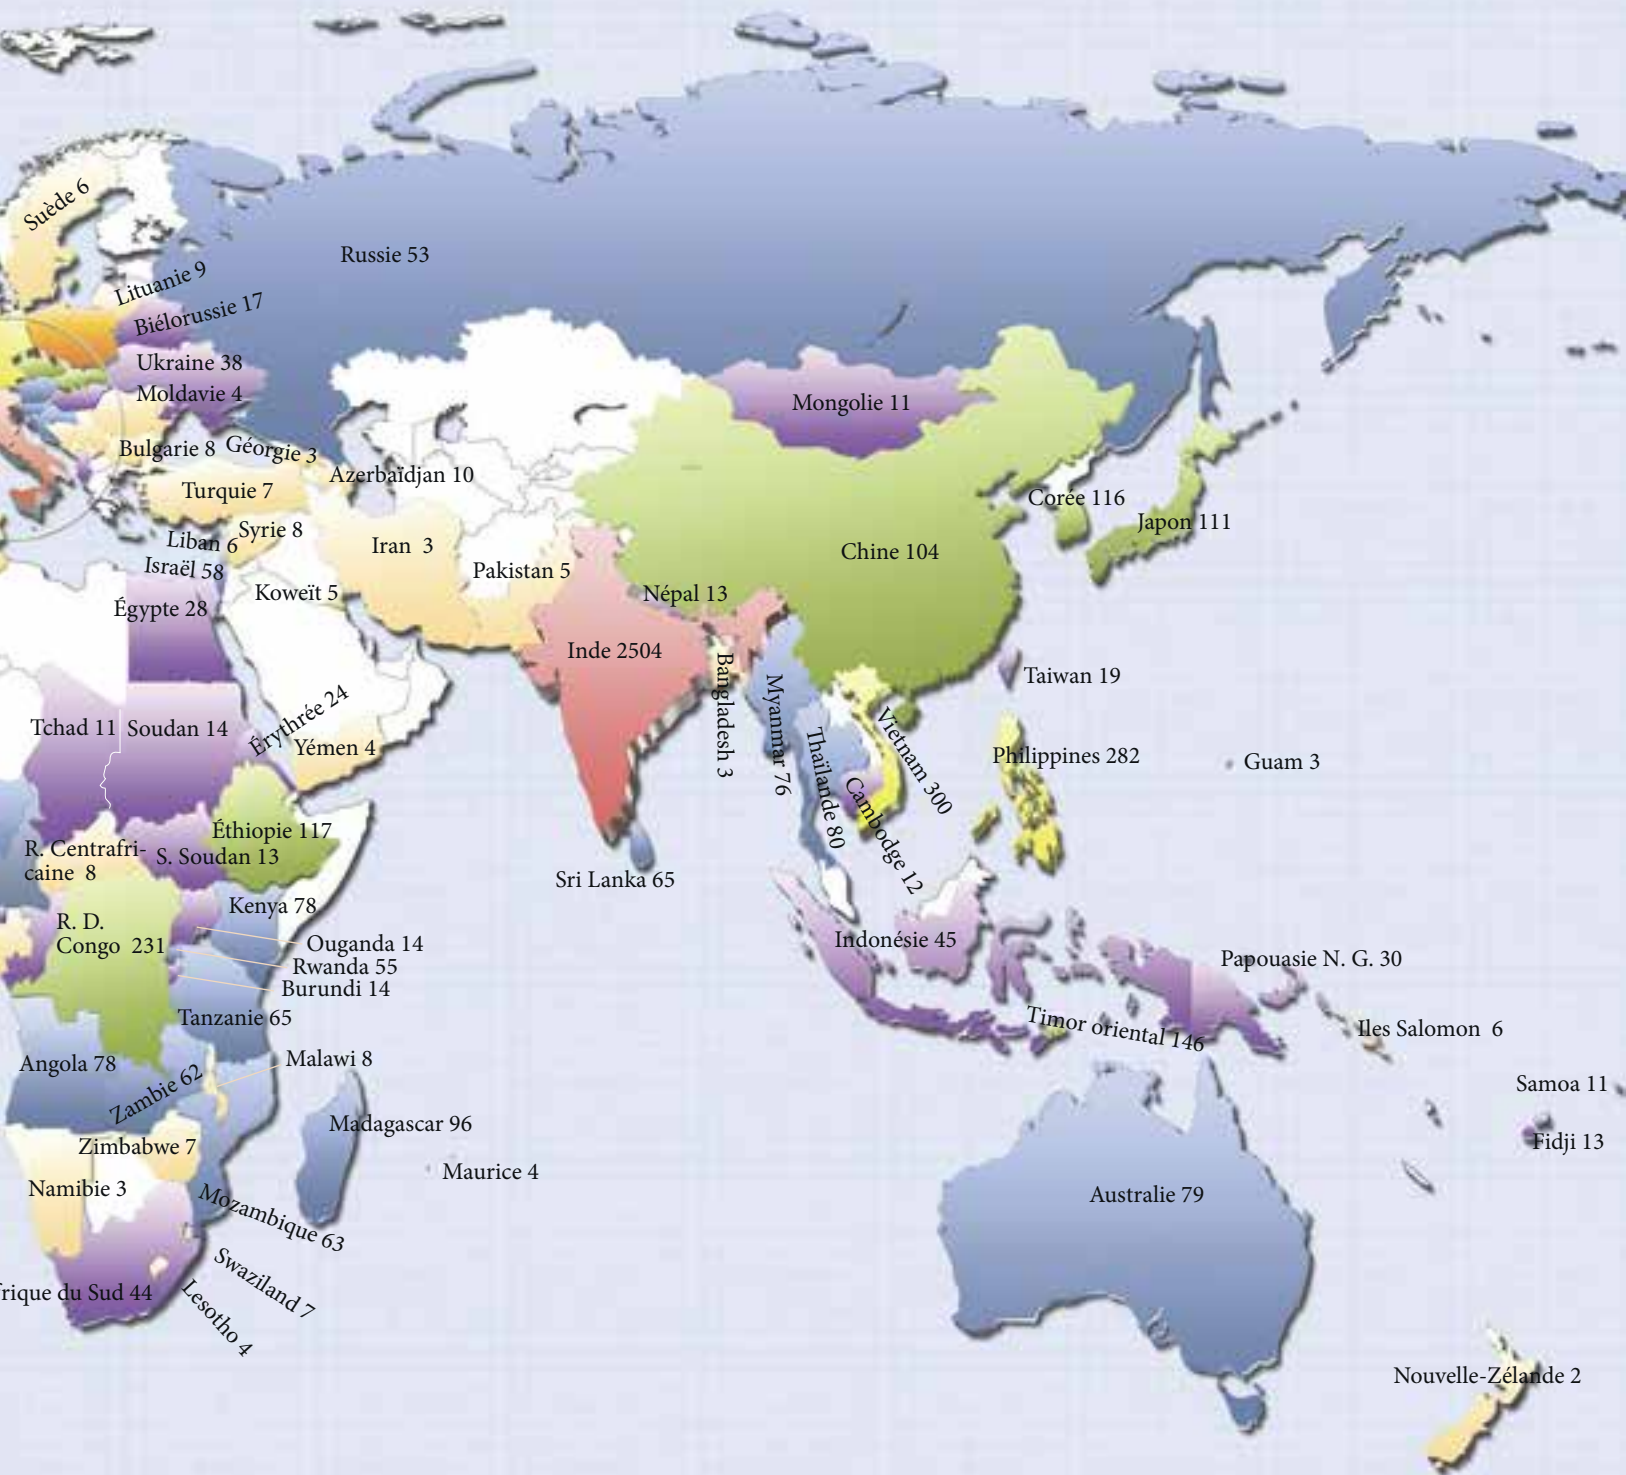 Suède 6
Russie 53
Lituanie 9
Biélorussie 17
Ukraine 38
Moldavie 4
Mongolie 11
Bulgarie 8
Géorgie 3
Azerbaïdjan 10
Turquie 7
Corée 116
Japon 111
Syrie 8
Liban 6
Iran 3
Chine 104
Israël 58
Pakistan 5
Koweït 5
Népal 13
Égypte 28
Inde 2504
Bangladesh 3
Myanmar 76
Taiwan 19
Érythrée 24
Tchad 11
Soudan 14
Yémen 4
Thaïlande 80
Vietnam 300
Cambodge 12
Philippines 282
Guam 3
Éthiopie 117
R. Centrafri-
caine 8
S. Soudan 13
Sri Lanka 65
Kenya 78
R. D.
Congo 231
Ouganda 14
Indonésie 45
Rwanda 55
Papouasie N. G. 30
Burundi 14
Tanzanie 65
Timor oriental 146
Iles Salomon 6
Angola 78
Malawi 8
Zambie 62
Samoa 11
Madagascar 96
Fidji 13
Zimbabwe 7
Maurice 4
Namibie 3
Australie 79
Mozambique 63
Swaziland 7
rique du Sud 44
Lesotho 4
Nouvelle-Zélande 2